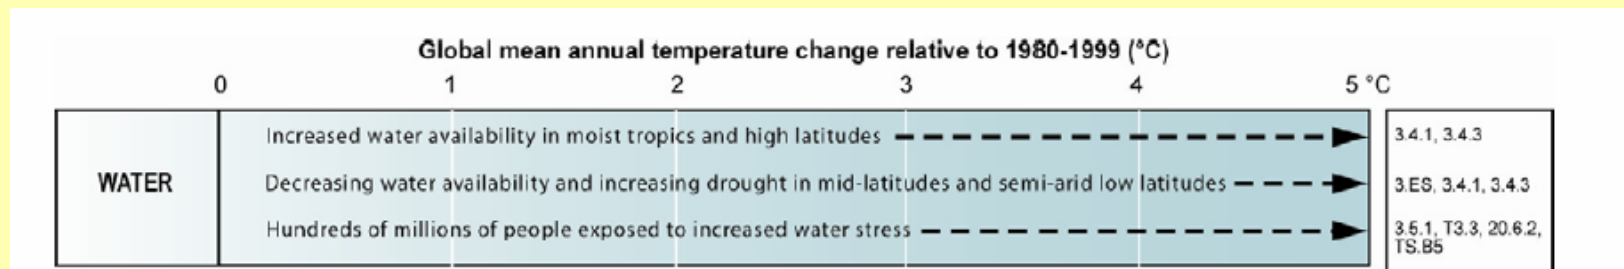 Global mean annual temperature change relative to 1980-1999 (°C)
0 1 2 3 4 5 °C
Increased water availability in moist tropics and high latitudes 3.4.1, 3.4.3
WATER Decreasing water availability and increasing drought in mid-latitudes and semi-arid low latitudes 3.ES, 3.4.1, 3.4.3
Hundreds of millions of people exposed to increased water stress 3.5.1, T3.3, 20.6.2,
TS.B5